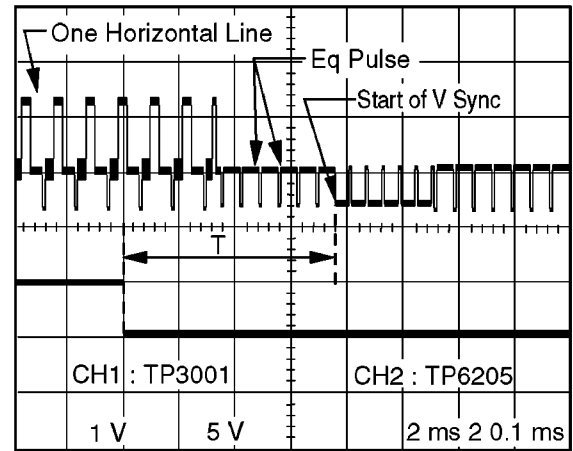 One Horizontal Line
Eq Pulse
Start of V Sync
T
CH1 : TP3001 CH2 : TP6205
1 V 5 V 2 ms 2 0.1 ms